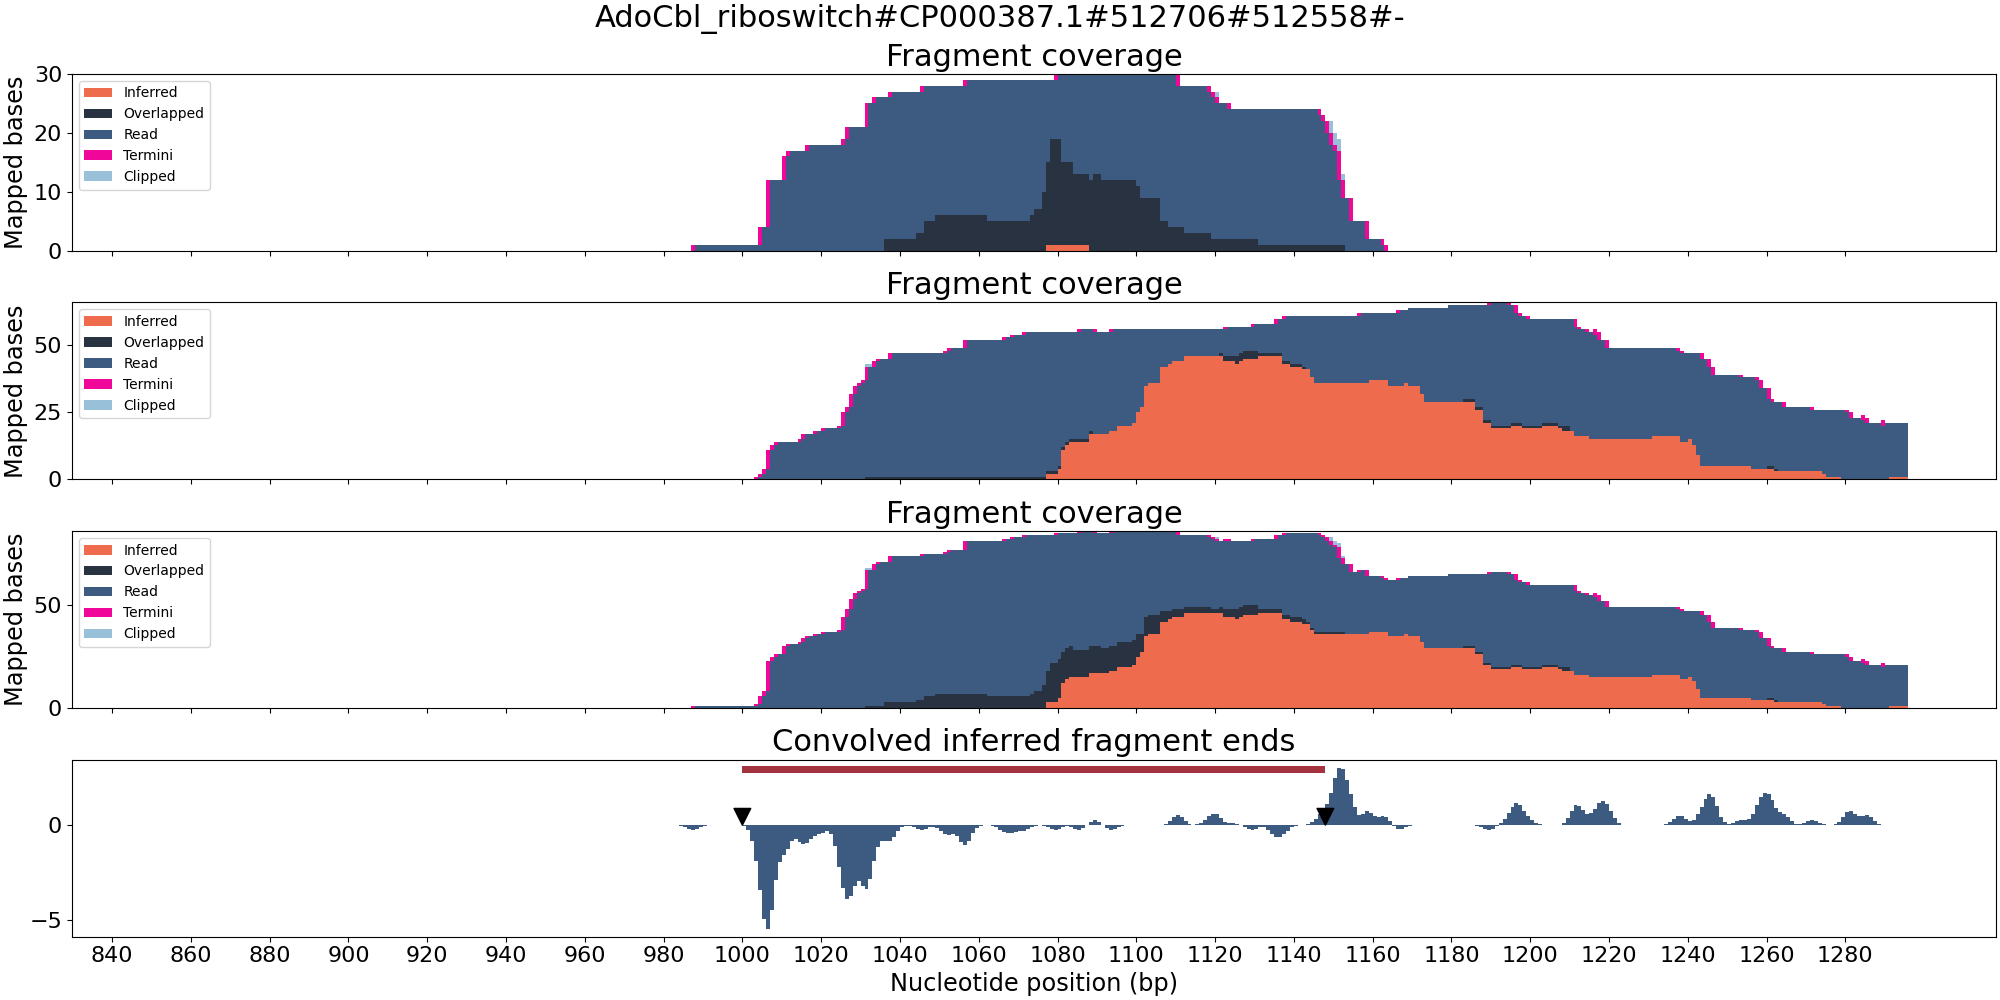 AdoCbl_riboswitch#CP000387.1#512706#512558#-
Fragment coverage
Mapped bases
30
20
10
0
Inferred
Overlapped
Read
Termini
Clipped
Fragment coverage
Mapped bases
50
25
0
Inferred
Overlapped
Read
Termini
Clipped
Fragment coverage
Mapped bases
50
0
Inferred
Overlapped
Read
Termini
Clipped
Convolved inferred fragment ends
0
−5
840 860 880 900 920 940 960 980 1000 1020 1040 1060 1080 1100 1120 1140 1160 1180 1200 1220 1240 1260 1280
Nucleotide position (bp)